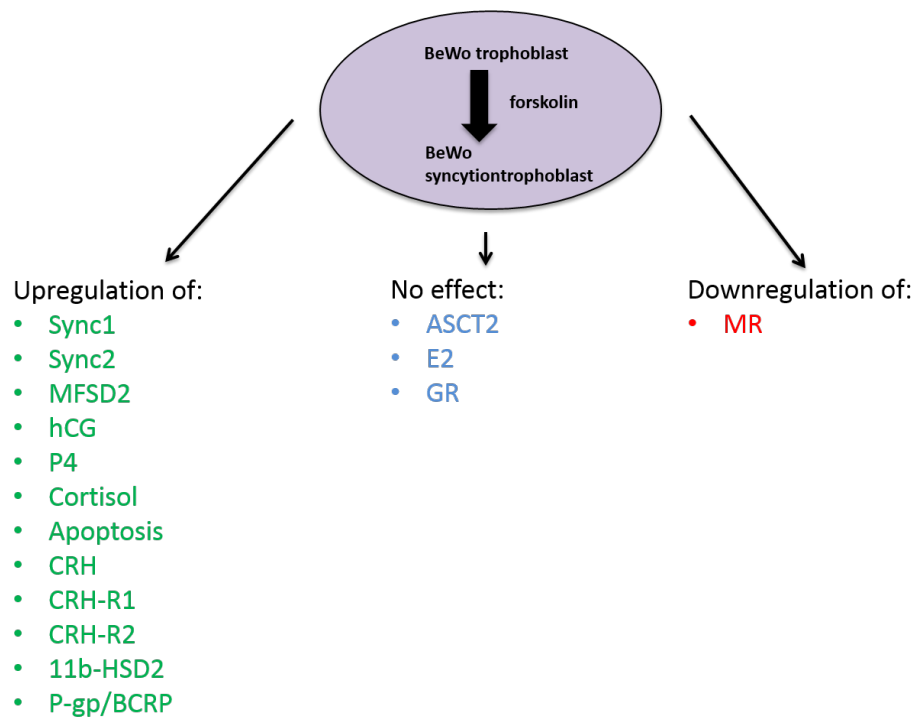 BeWo trophoblast
forskolin
BeWo
syncytiontrophoblast
Upregulation of:
• Sync1
• Sync2
• MFSD2
• hCG
• P4
• Cortisol
• Apoptosis
• CRH
• CRH-R1
• CRH-R2
• 11b-HSD2
• P-gp/BCRP
No effect:
• ASCT2
• E2
• GR
Downregulation of:
• MR